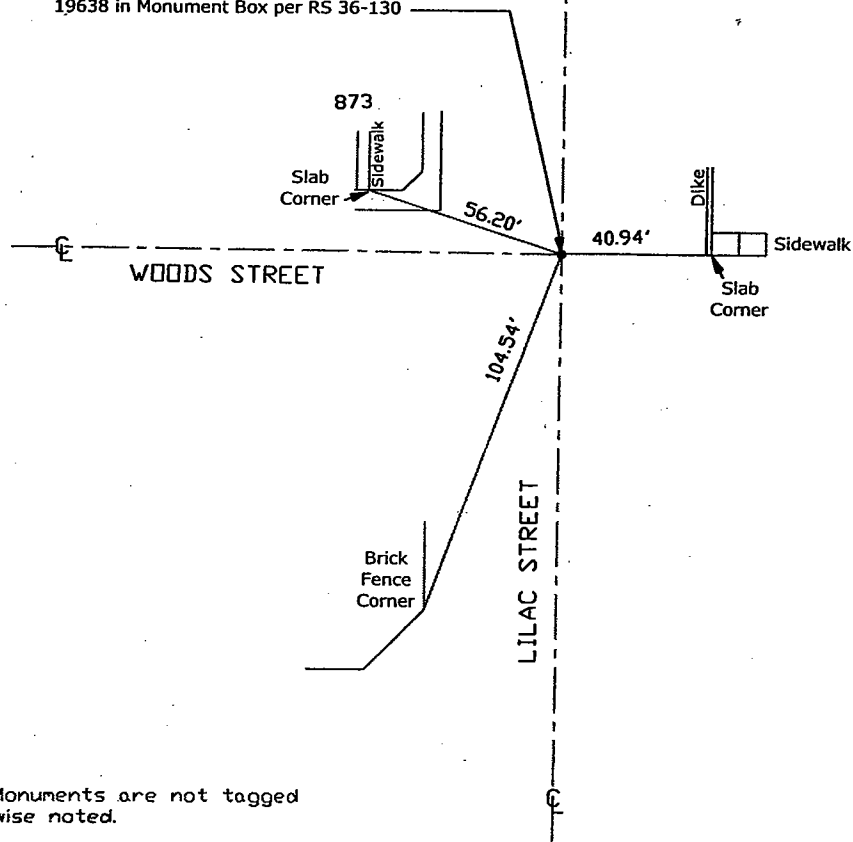 19638 in Monument Box per RS 36-130
873
Sidewalk
Slab
Corner
56.20'
40.94'
Dike
Sidewalk
Slab
Corner
℄
WOODS STREET
104.54'
LILAC STREET
Brick
Fence
Corner
Monuments are not tagged
wise noted.
℄